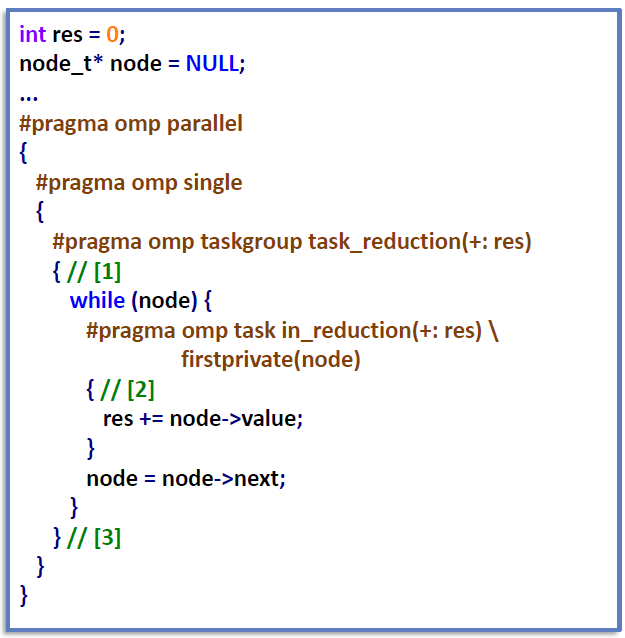 int res = 0;
node_t* node = NULL;
...
#pragma omp parallel
{
#pragma omp single
{
#pragma omp taskgroup task_reduction(+: res)
{ // [1]
while (node) {
#pragma omp task in_reduction(+: res) \
firstprivate(node)
{ // [2]
res += node->value;
}
node = node->next;
}
} // [3]
}
}